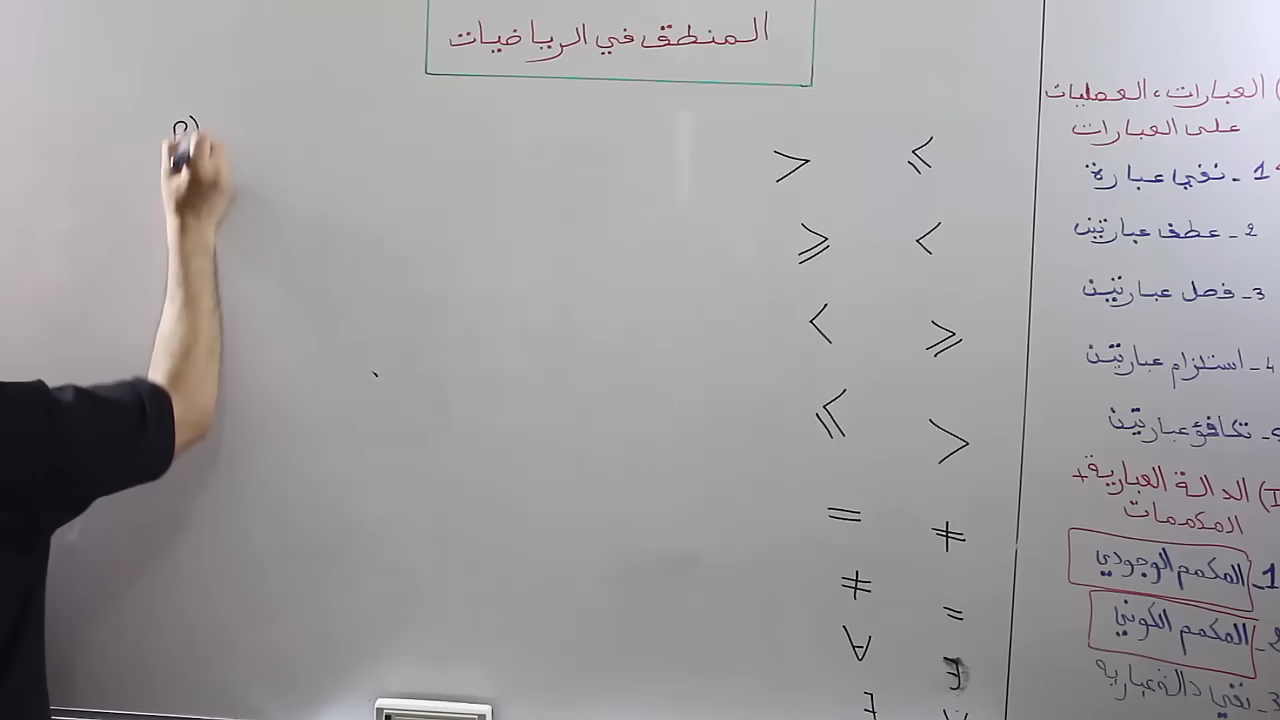 المنطق في الرياضيات
P)
> ⩽
⩾ <
< ⩾
⩽ >
= ≠
≠ =
∀ ∃
∃
) العبارات، العمليات
على العبارات
1 - نفي عبارة
2 - عطف عبارتين
3 - فصل عبارتين
4 - استلزام عبارتين
5 - تكافؤ عبارتين
I) الدالة العبارية +
المكممات
1 - المكمم الوجودي
2 - المكمم الكوني
3 - نفي دالة عبارية